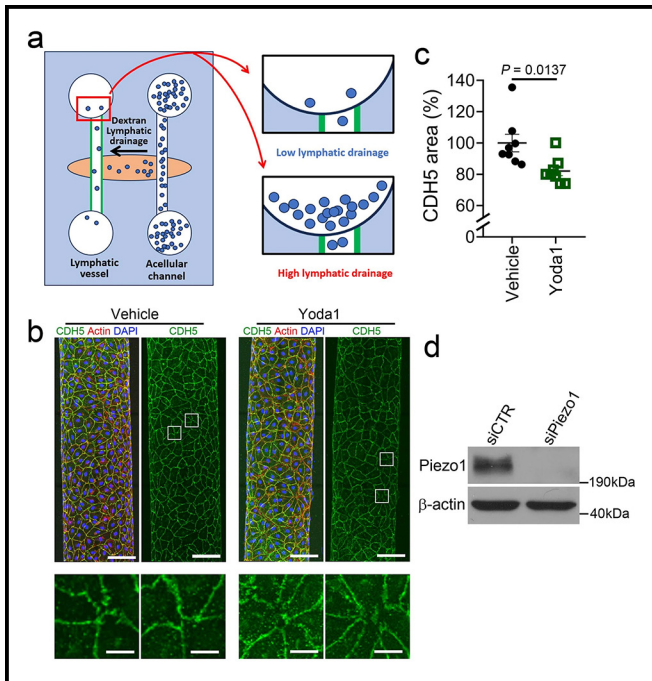 a
Dextran
Lymphatic
drainage
Lymphatic
vessel
Acellular
channel
Low lymphatic drainage
High lymphatic drainage
c
P = 0.0137
CDH5 area (%)
140
120
100
80
60
0
Vehicle
Yoda1
b
Vehicle
Yoda1
CDH5 Actin DAPI
CDH5
CDH5 Actin DAPI
CDH5
d
siCTR
siPiezo1
Piezo1
190kDa
β-actin
40kDa